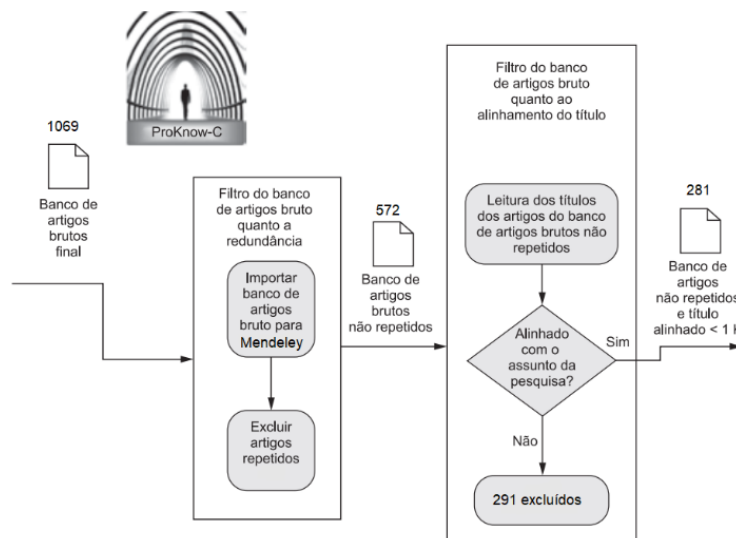 ProKnow-C
1069
Banco de
artigos
brutos
final
Filtro do banco
de artigos bruto
quanto a
redundância
Importar
banco de
artigos
bruto para
Mendeley
Excluir
artigos
repetidos
572
Banco de
artigos
brutos
não repetidos
Filtro do banco
de artigos bruto
quanto ao
alinhamento do título
Leitura dos títulos
dos artigos do banco
de artigos brutos não
repetidos
Alinhado
com o
assunto da
pesquisa?
Sim
Não
291 excluídos
281
Banco de
artigos
não repetidos
e título
alinhado < 1 K